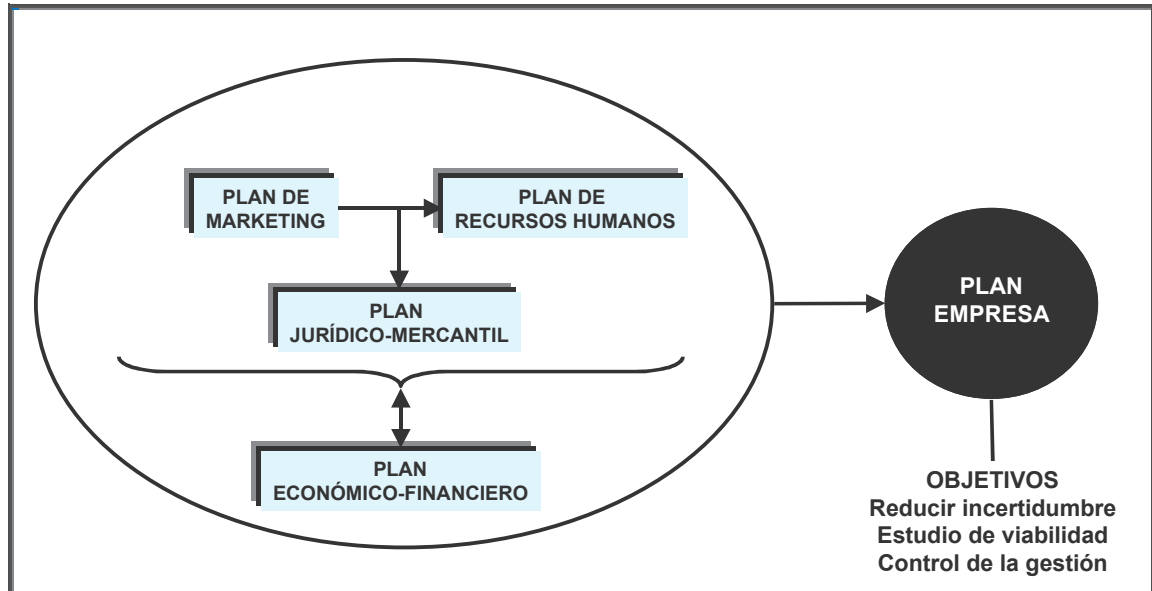 PLAN DE
MARKETING
PLAN DE
RECURSOS HUMANOS
PLAN
JURÍDICO-MERCANTIL
PLAN
ECONÓMICO-FINANCIERO
PLAN
EMPRESA
OBJETIVOS
Reducir incertidumbre
Estudio de viabilidad
Control de la gestión